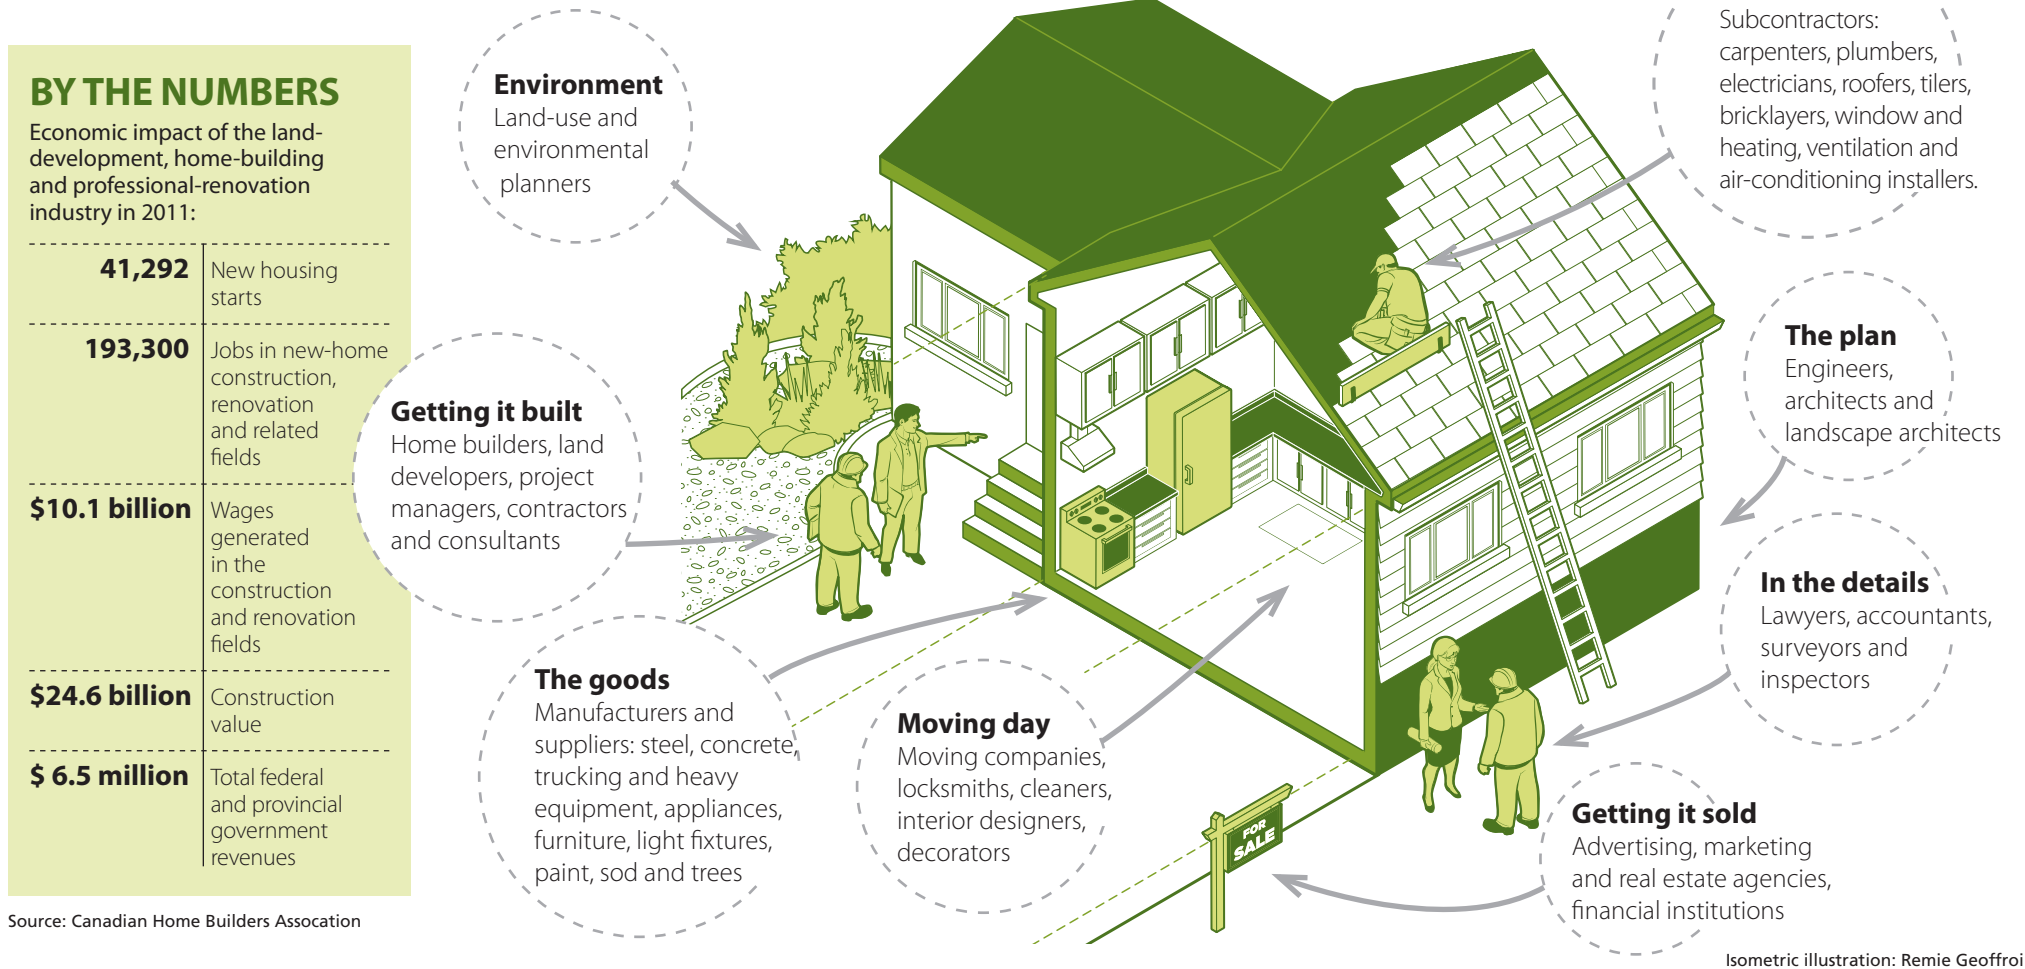 BY THE NUMBERS
Economic impact of the land-
development, home-building
and professional-renovation
industry in 2011:
41,292 New housing
starts
193,300 Jobs in new-home
construction,
renovation
and related
fields
$10.1 billion Wages
generated
in the
construction
and renovation
fields
$24.6 billion Construction
value
$ 6.5 million Total federal
and provincial
government
revenues
Source: Canadian Home Builders Assocation
Environment
Land-use and
environmental
planners
Getting it built
Home builders, land
developers, project
managers, contractors
and consultants
The goods
Manufacturers and
suppliers: steel, concrete,
trucking and heavy
equipment, appliances,
furniture, light fixtures,
paint, sod and trees
Moving day
Moving companies,
locksmiths, cleaners,
interior designers,
decorators
FOR
SALE
Subcontractors:
carpenters, plumbers,
electricians, roofers, tilers,
bricklayers, window and
heating, ventilation and
air-conditioning installers.
The plan
Engineers,
architects and
landscape architects
In the details
Lawyers, accountants,
surveyors and
inspectors
Getting it sold
Advertising, marketing
and real estate agencies,
financial institutions
Isometric illustration: Remie Geoffroi